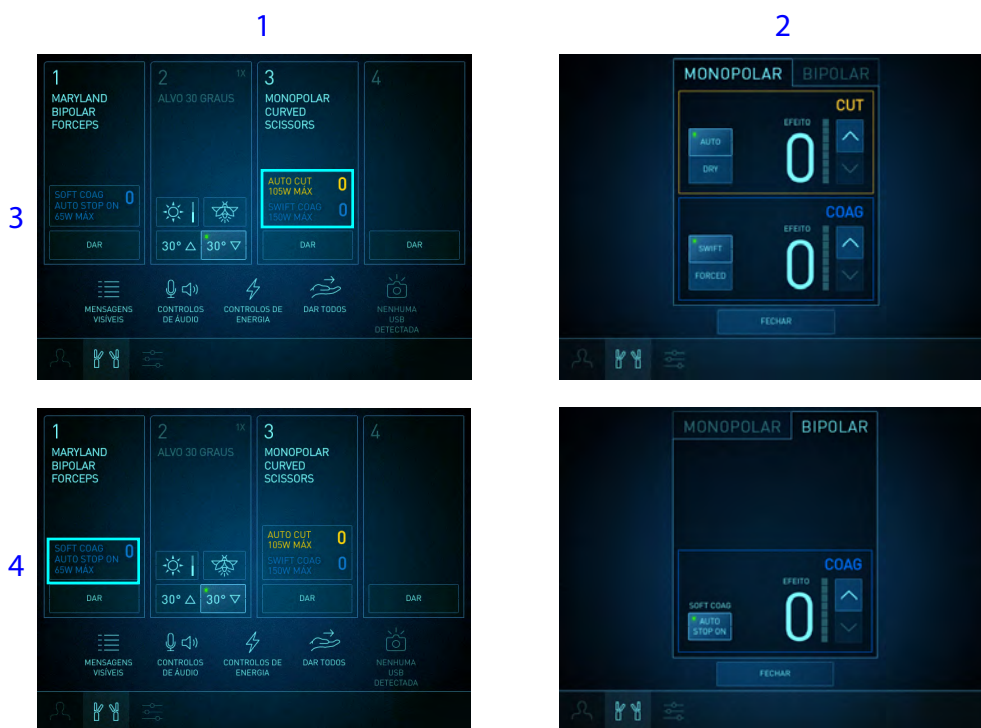 1
2
3
1
MARYLAND
BIPOLAR
FORCEPS
SOFT COAG
AUTO STOP ON
65W MÁX
0
DAR
2
1X
ALVO 30 GRAUS
30°
30°
3
MONOPOLAR
CURVED
SCISSORS
AUTO CUT
105W MÁX
0
SWIFT COAG
150W MÁX
0
DAR
4
DAR
MENSAGENS
VISÍVEIS
CONTROLOS
DE ÁUDIO
CONTROLOS DE
ENERGIA
DAR TODOS
NENHUMA
USB
DETECTADA
MONOPOLAR
BIPOLAR
CUT
EFEITO
AUTO
DRY
0
COAG
EFEITO
SWIFT
FORCED
0
FECHAR
4
1
MARYLAND
BIPOLAR
FORCEPS
SOFT COAG
AUTO STOP ON
65W MÁX
0
DAR
2
1X
ALVO 30 GRAUS
30°
30°
3
MONOPOLAR
CURVED
SCISSORS
AUTO CUT
105W MÁX
0
SWIFT COAG
150W MÁX
0
DAR
4
DAR
MENSAGENS
VISÍVEIS
CONTROLOS
DE ÁUDIO
CONTROLOS DE
ENERGIA
DAR TODOS
NENHUMA
USB
DETECTADA
MONOPOLAR
BIPOLAR
COAG
EFEITO
SOFT COAG
AUTO
STOP ON
0
FECHAR